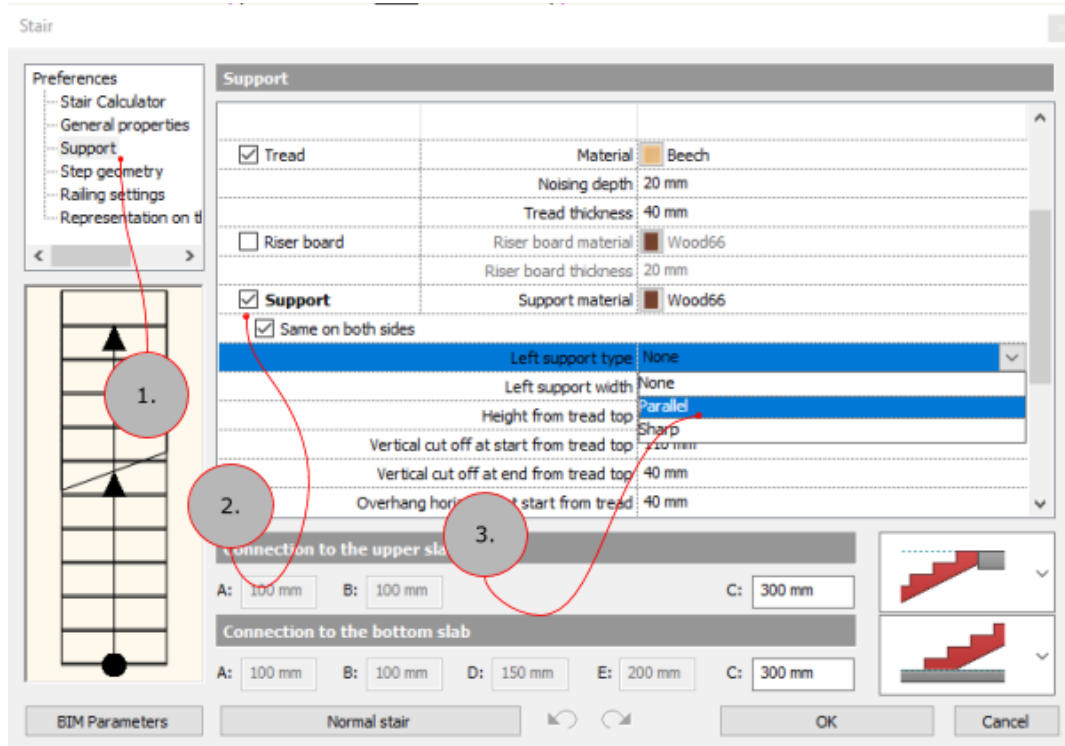 Stair
Preferences
Stair Calculator
General properties
Support
Step geometry
Railing settings
Representation on t
Support
Tread Material Beech
Noising depth 20 mm
Tread thickness 40 mm
Riser board Riser board material Wood66
Riser board thickness 20 mm
Support Support material Wood66
Same on both sides
Left support type None
Left support width None
Height from tread top Parallel
Sharp
Vertical cut off at start from tread top 110 mm
Vertical cut off at end from tread top 40 mm
Overhang hori t start from tread 40 mm
1.
2.
3.
Connection to the upper sla
A: 100 mm B: 100 mm C: 300 mm
Connection to the bottom slab
A: 100 mm B: 100 mm D: 150 mm E: 200 mm C: 300 mm
BIM Parameters Normal stair OK Cancel